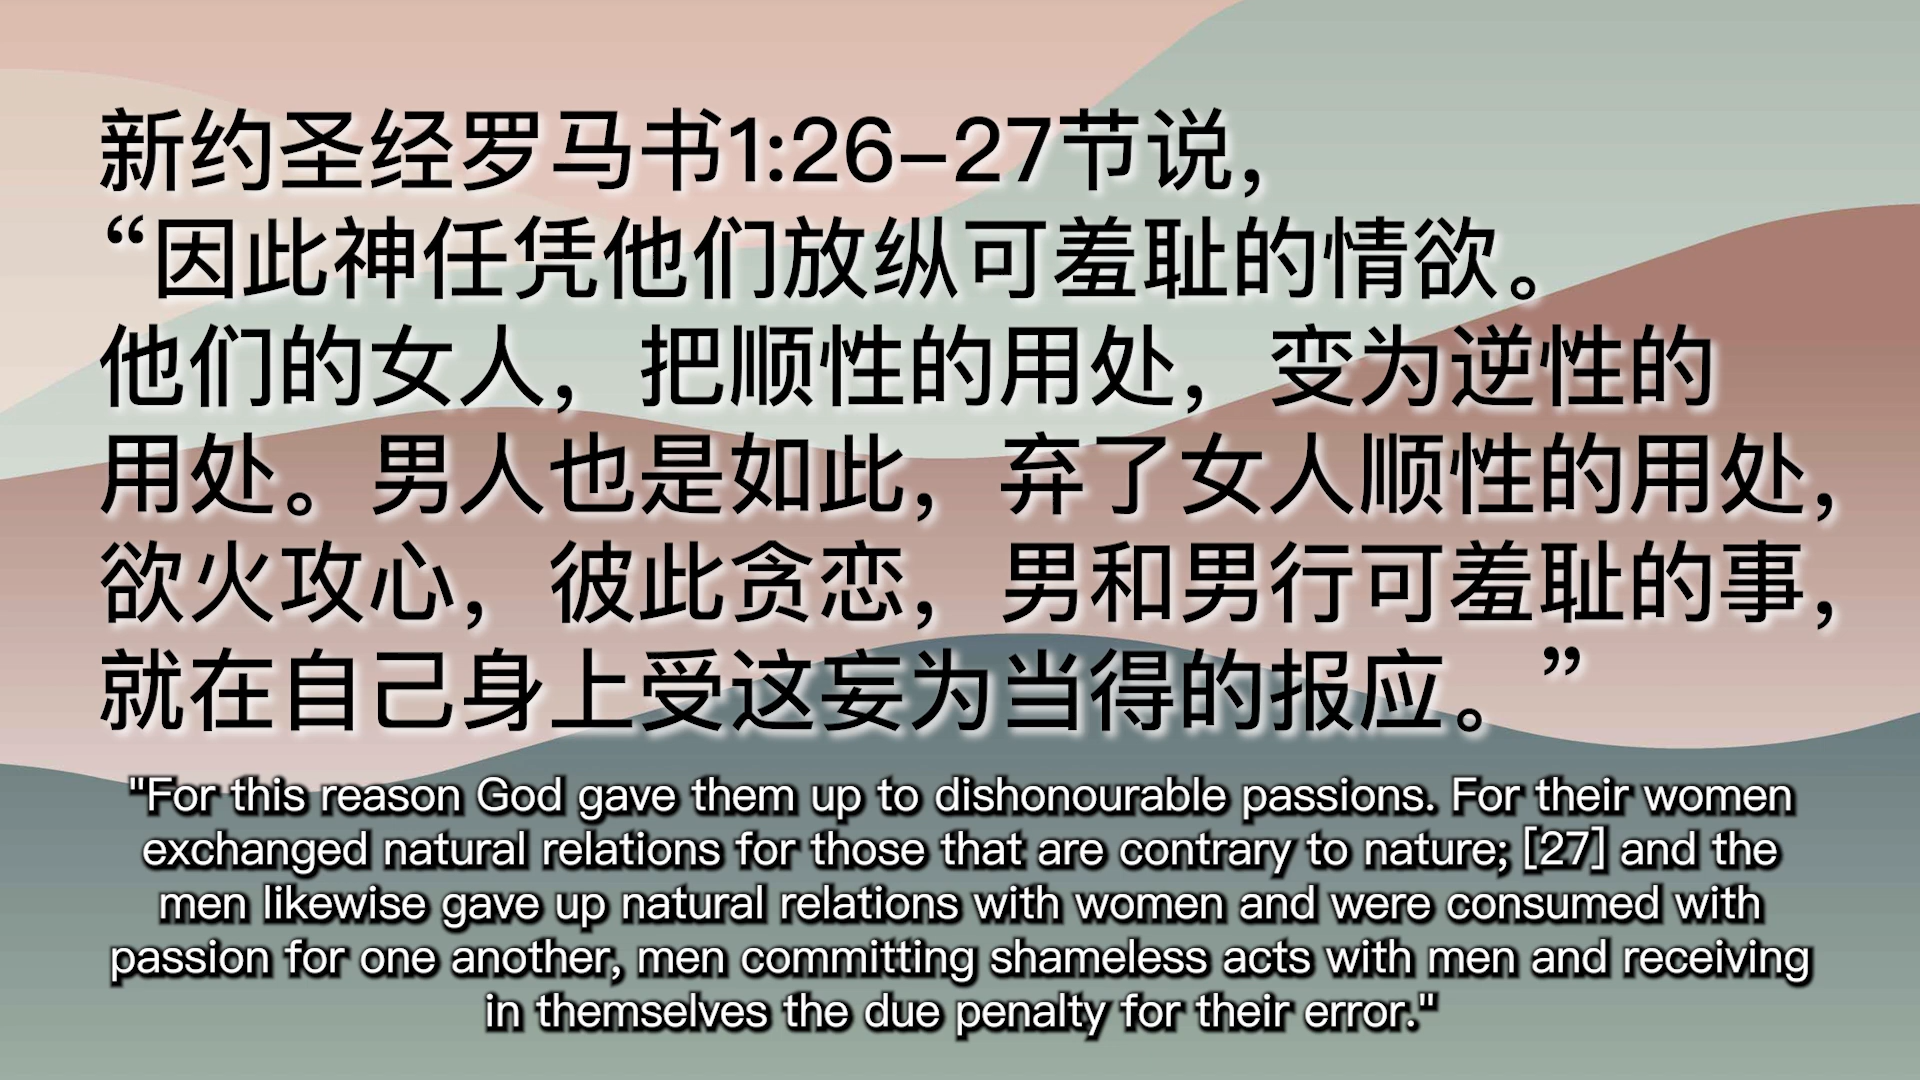 新约圣经罗马书1:26-27节说，
“因此神任凭他们放纵可羞耻的情欲。
他们的女人，把顺性的用处，变为逆性的
用处。男人也是如此，弃了女人顺性的用处，
欲火攻心，彼此贪恋，男和男行可羞耻的事，
就在自己身上受这妄为当得的报应。”
"For this reason God gave them up to dishonourable passions. For their women
exchanged natural relations for those that are contrary to nature; [27] and the
men likewise gave up natural relations with women and were consumed with
passion for one another, men committing shameless acts with men and receiving
in themselves the due penalty for their error."